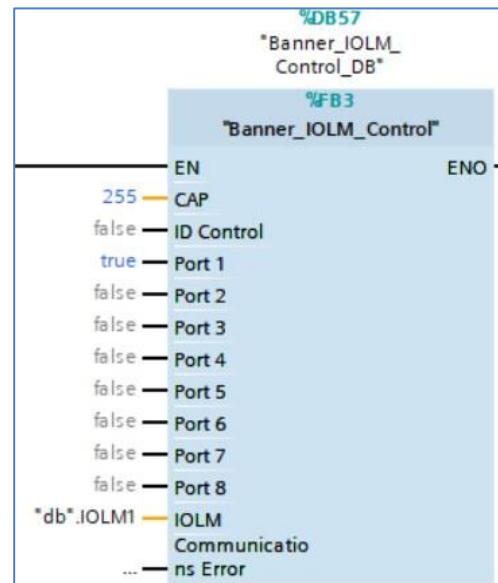 %DB57
"Banner_IOLM_
Control_DB"
%FB3
"Banner_IOLM_Control"
EN ENO
255 CAP
false ID Control
true Port 1
false Port 2
false Port 3
false Port 4
false Port 5
false Port 6
false Port 7
false Port 8
"db".IOLM1 IOLM
Communicatio
... ns Error